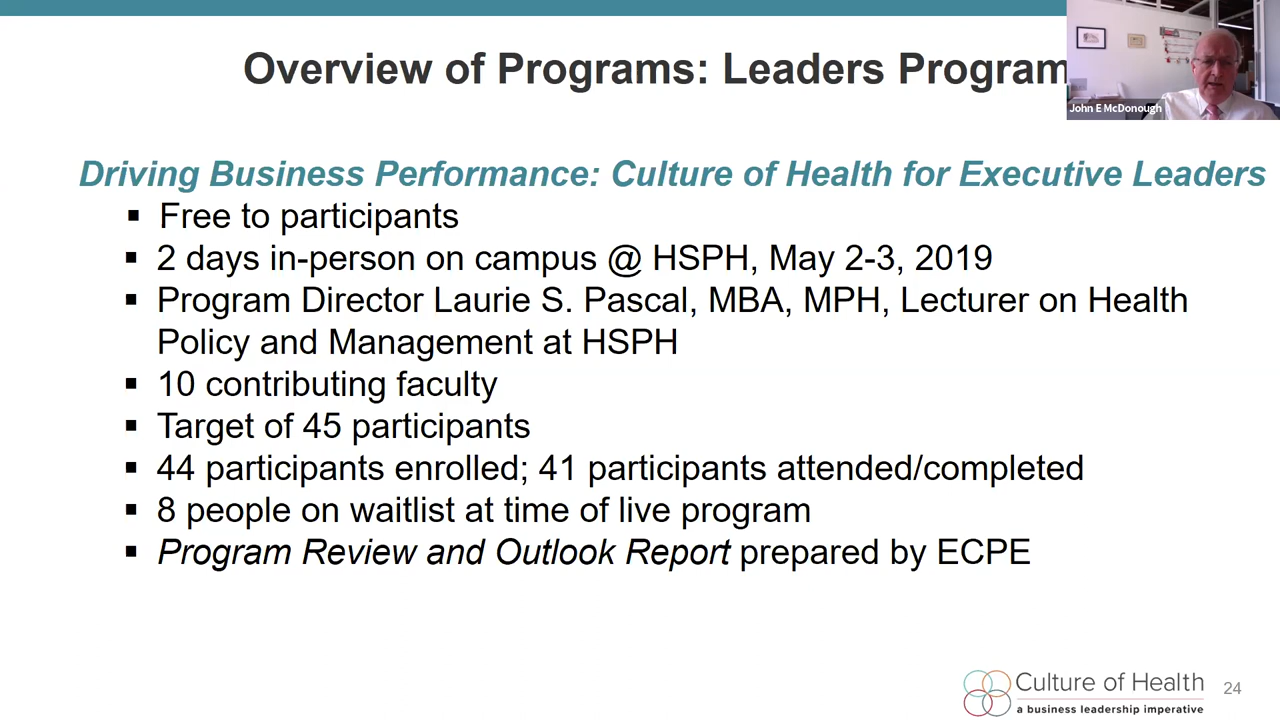 Overview of Programs: Leaders Program
John E McDonough
Driving Business Performance: Culture of Health for Executive Leaders
▪ Free to participants
▪ 2 days in-person on campus @ HSPH, May 2-3, 2019
▪ Program Director Laurie S. Pascal, MBA, MPH, Lecturer on Health
Policy and Management at HSPH
▪ 10 contributing faculty
▪ Target of 45 participants
▪ 44 participants enrolled; 41 participants attended/completed
▪ 8 people on waitlist at time of live program
▪ Program Review and Outlook Report prepared by ECPE
Culture of Health
a business leadership imperative
24